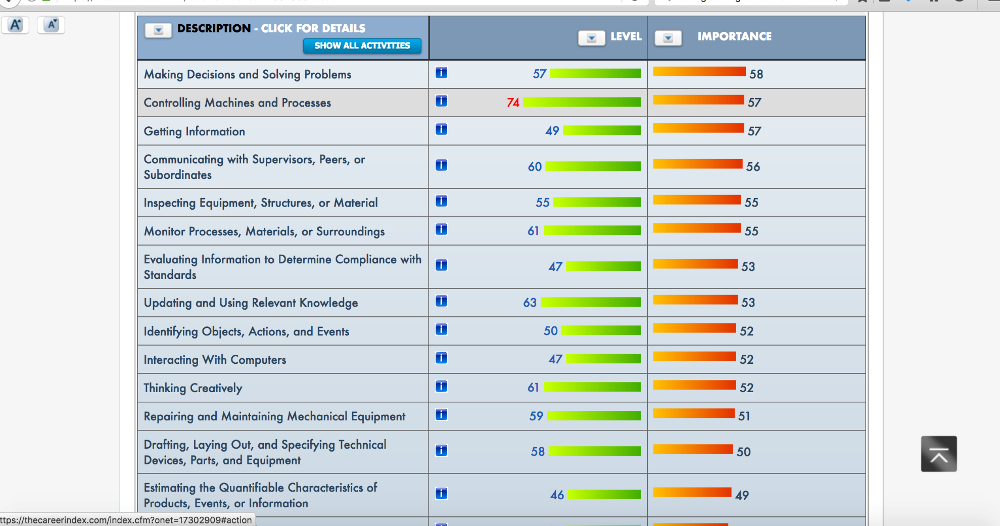 A
A
DESCRIPTION - CLICK FOR DETAILS
SHOW ALL ACTIVITIES
LEVEL
IMPORTANCE
Making Decisions and Solving Problems 57 58
Controlling Machines and Processes 74 57
Getting Information 49 57
Communicating with Supervisors, Peers, or
Subordinates
60 56
Inspecting Equipment, Structures, or Material 55 55
Monitor Processes, Materials, or Surroundings 61 55
Evaluating Information to Determine Compliance with
Standards
47 53
Updating and Using Relevant Knowledge 63 53
Identifying Objects, Actions, and Events 50 52
Interacting With Computers 47 52
Thinking Creatively 61 52
Repairing and Maintaining Mechanical Equipment 59 51
Drafting, Laying Out, and Specifying Technical
Devices, Parts, and Equipment
58 50
Estimating the Quantifiable Characteristics of
Products, Events, or Information
46 49
ttps://thecareerindex.com/index.cfm?onet=17302909#action